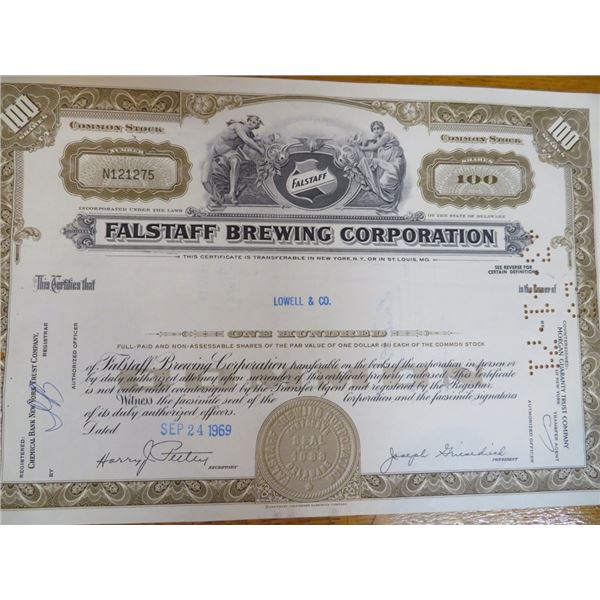 100
COMMON STOCK
COMMON STOCK
100
NUMBER
N121275
FALSTAFF
SHARES
100
INCORPORATED UNDER THE LAWS
OF THE STATE OF DELAWARE
FALSTAFF BREWING CORPORATION
THIS CERTIFICATE IS TRANSFERABLE IN NEW YORK, N.Y., OR IN ST. LOUIS, MO.
SEE REVERSE FOR
CERTAIN DEFINITIONS
This Certifies that
is the Owner of
LOWELL & CO.
ONE HUNDRED
FULL-PAID AND NON-ASSESSABLE SHARES OF THE PAR VALUE OF ONE DOLLAR ($1) EACH OF THE COMMON STOCK
of Falstaff Brewing Corporation, transferable on the books of the corporation in person or
by duly authorized attorney upon surrender of this certificate properly endorsed. This Certificate
is not valid until countersigned by the Transfer Agent and registered by the Registrar.
Witness the facsimile seal of the corporation and the facsimile signatures
of its duly authorized officers.
Dated SEP 24 1969
SEAL
Joseph Griesedieck
PRESIDENT
REGISTERED:
CHEMICAL BANK NEW YORK TRUST COMPANY,
REGISTRAR
BY
AUTHORIZED OFFICER
COUNTERSIGNED:
MORGAN GUARANTY TRUST COMPANY
OF NEW YORK
TRANSFER AGENT
BY
AUTHORIZED OFFICER